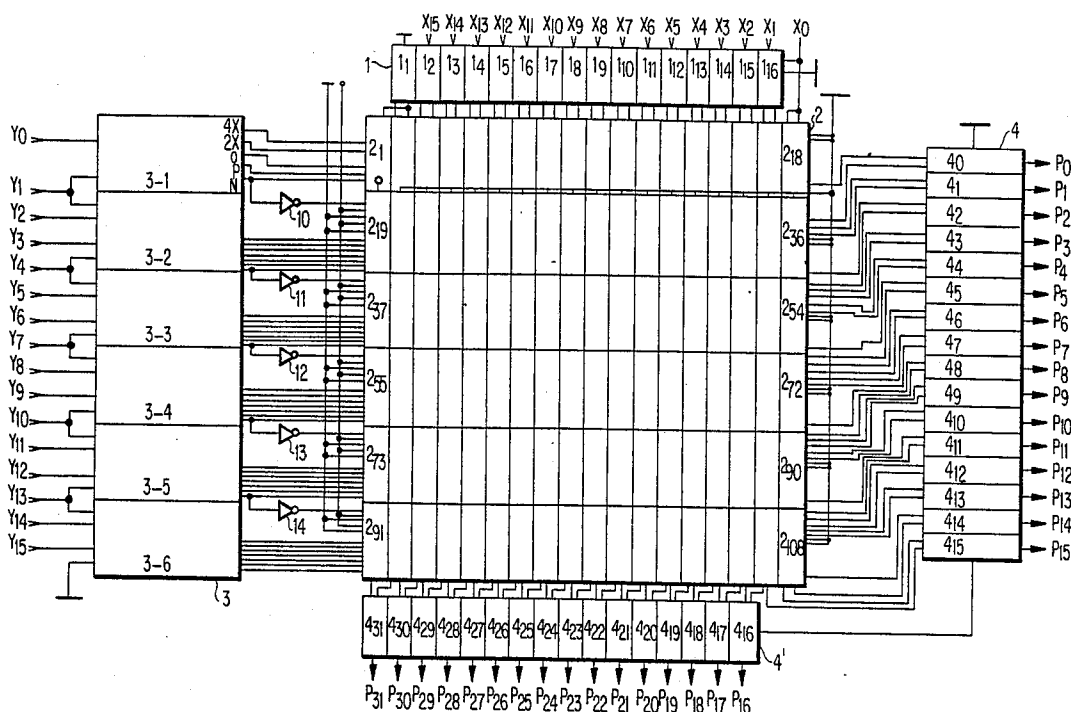 X15 X14 X13 X12 X11 X10 X9 X8 X7 X6 X5 X4 X3 X2 X1 X0
1
1₁ 1₂ 1₃ 1₄ 1₅ 1₆ 1₇ 1₈ 1₉ 1₁₀ 1₁₁ 1₁₂ 1₁₃ 1₁₄ 1₁₅ 1₁₆
2
4
Y0
Y1
Y2
Y3
Y4
Y5
Y6
Y7
Y8
Y9
Y10
Y11
Y12
Y13
Y14
Y15
4X
2X
0
P
N
3-1
3-2
3-3
3-4
3-5
3-6
3
10
11
12
13
14
2₁
2₁₉
2₃₇
2₅₅
2₇₃
2₉₁
2₁₈
2₃₆
2₅₄
2₇₂
2₉₀
2₁₀₈
4₀
4₁
4₂
4₃
4₄
4₅
4₆
4₇
4₈
4₉
4₁₀
4₁₁
4₁₂
4₁₃
4₁₄
4₁₅
P0
P1
P2
P3
P4
P5
P6
P7
P8
P9
P10
P11
P12
P13
P14
P15
4₃₁ 4₃₀ 4₂₉ 4₂₈ 4₂₇ 4₂₆ 4₂₅ 4₂₄ 4₂₃ 4₂₂ 4₂₁ 4₂₀ 4₁₉ 4₁₈ 4₁₇ 4₁₆
4'
P31 P30 P29 P28 P27 P26 P25 P24 P23 P22 P21 P20 P19 P18 P17 P16